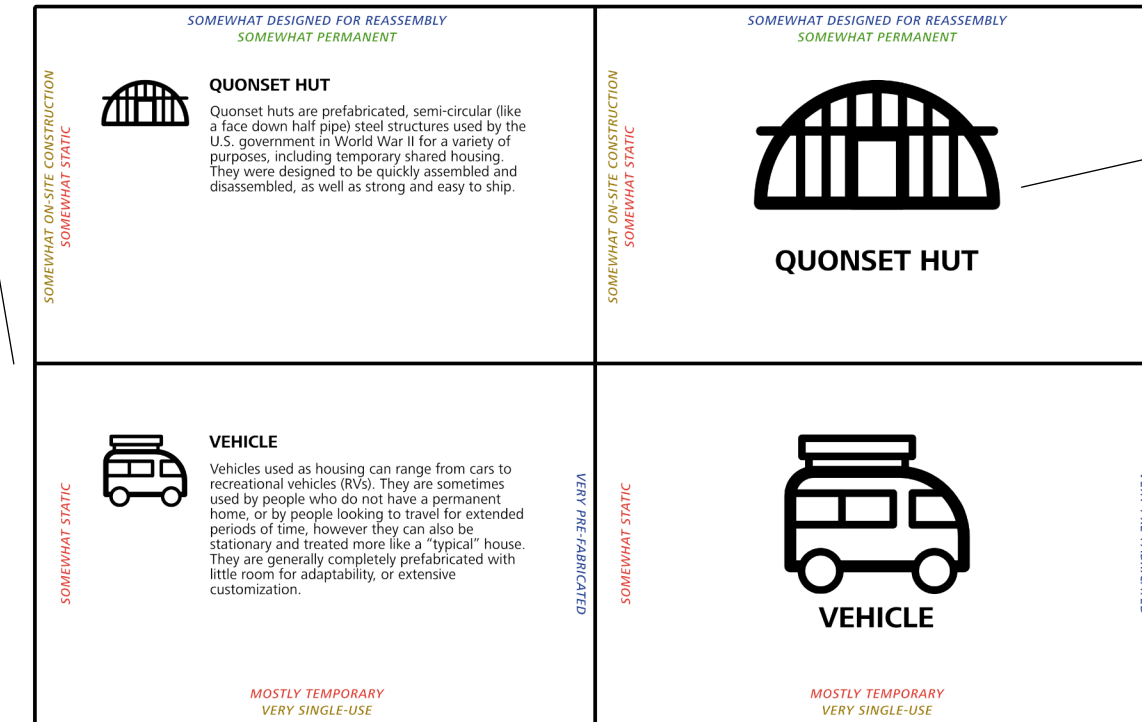 SOMEWHAT DESIGNED FOR REASSEMBLY
SOMEWHAT PERMANENT
SOMEWHAT ON-SITE CONSTRUCTION
SOMEWHAT STATIC
QUONSET HUT
Quonset huts are prefabricated, semi-circular (like
a face down half pipe) steel structures used by the
U.S. government in World War II for a variety of
purposes, including temporary shared housing.
They were designed to be quickly assembled and
disassembled, as well as strong and easy to ship.
SOMEWHAT DESIGNED FOR REASSEMBLY
SOMEWHAT PERMANENT
SOMEWHAT ON-SITE CONSTRUCTION
SOMEWHAT STATIC
QUONSET HUT
SOMEWHAT STATIC
VEHICLE
Vehicles used as housing can range from cars to
recreational vehicles (RVs). They are sometimes
used by people who do not have a permanent
home, or by people looking to travel for extended
periods of time, however they can also be
stationary and treated more like a “typical” house.
They are generally completely prefabricated with
little room for adaptability, or extensive
customization.
VERY PRE-FABRICATED
MOSTLY TEMPORARY
VERY SINGLE-USE
SOMEWHAT STATIC
VEHICLE
MOSTLY TEMPORARY
VERY SINGLE-USE